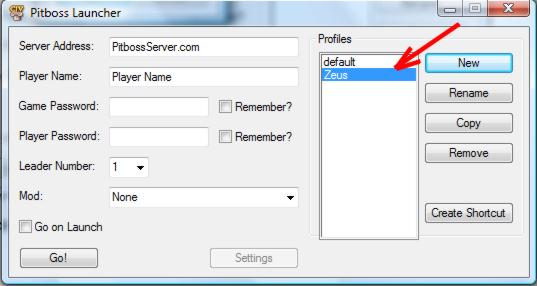 Pitboss Launcher
Server Address: PitbossServer.com
Player Name: Player Name
Game Password: Remember?
Player Password: Remember?
Leader Number: 1
Mod: None
Go on Launch
Go! Settings
Profiles
default
Zeus
New
Rename
Copy
Remove
Create Shortcut